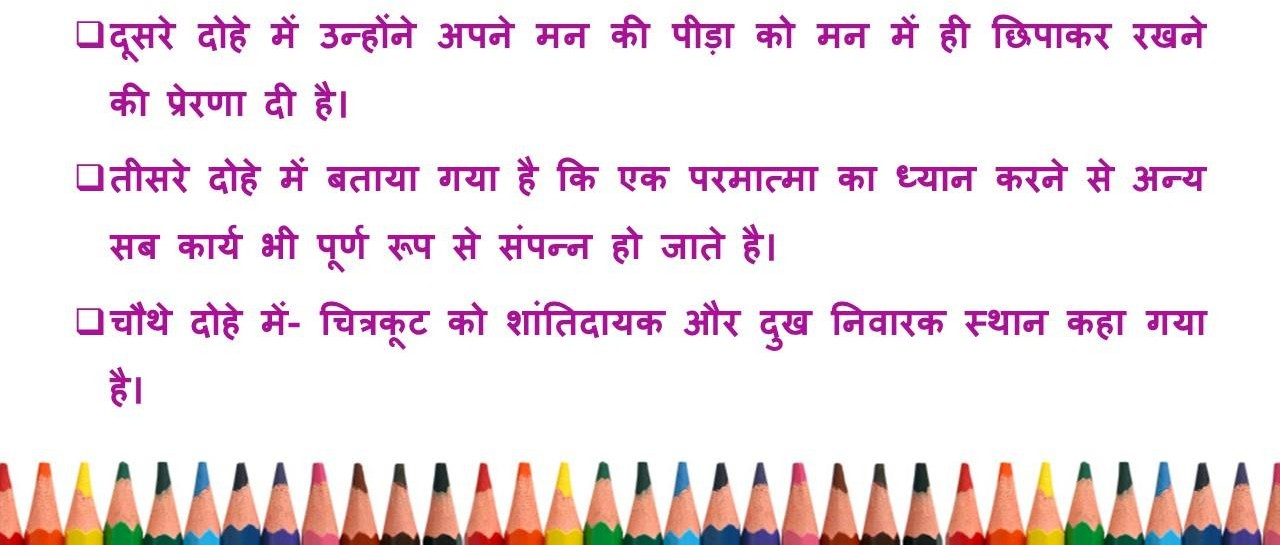 ❑दूसरे दोहे में उन्होंने अपने मन की पीड़ा को मन में ही छिपाकर रखने
की प्रेरणा दी है।
❑तीसरे दोहे में बताया गया है कि एक परमात्मा का ध्यान करने से अन्य
सब कार्य भी पूर्ण रूप से संपन्न हो जाते है।
❑चौथे दोहे में- चित्रकूट को शांतिदायक और दुख निवारक स्थान कहा गया
है।